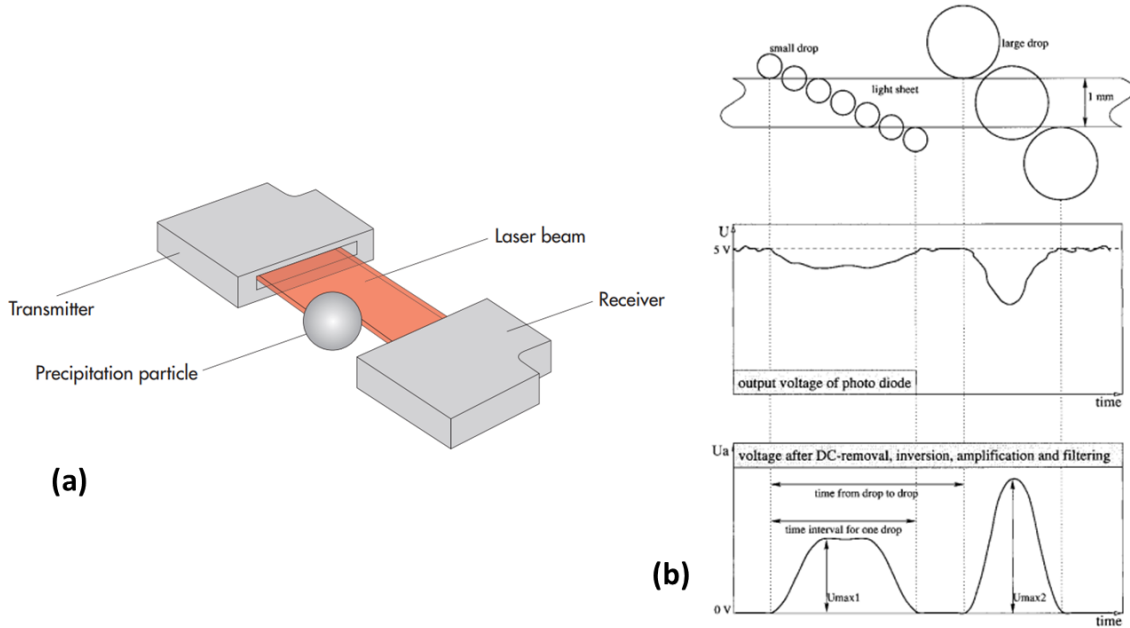 Transmitter
Laser beam
Receiver
Precipitation particle
(a)
small drop
large drop
light sheet
1 mm
U
5 V
output voltage of photo diode
time
Ua
voltage after DC-removal, inversion, amplification and filtering
time from drop to drop
time interval for one drop
Umax1
Umax2
0 V
time
(b)